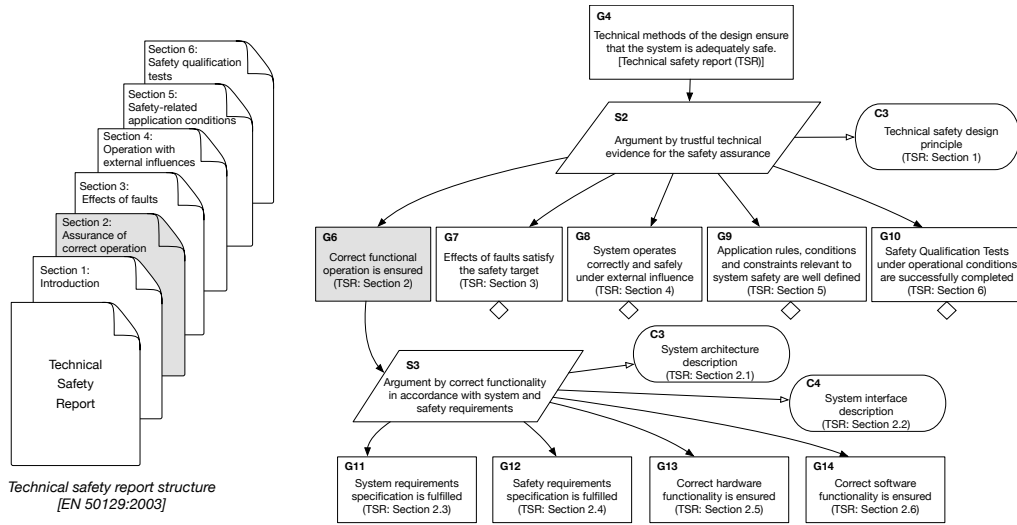 Section 6:
Safety qualification
tests
Section 5:
Safety-related
application conditions
Section 4:
Operation with
external influences
Section 3:
Effects of faults
Section 2:
Assurance of
correct operation
Section 1:
Introduction
Technical
Safety
Report
Technical safety report structure
[EN 50129:2003]
G4
Technical methods of the design ensure
that the system is adequately safe.
[Technical safety report (TSR)]
S2
Argument by trustful technical
evidence for the safety assurance
C3
Technical safety design
principle
(TSR: Section 1)
G6
Correct functional
operation is ensured
(TSR: Section 2)
G7
Effects of faults satisfy
the safety target
(TSR: Section 3)
G8
System operates
correctly and safely
under external influence
(TSR: Section 4)
G9
Application rules, conditions
and constraints relevant to
system safety are well defined
(TSR: Section 5)
G10
Safety Qualification Tests
under operational conditions
are successfully completed
(TSR: Section 6)
S3
Argument by correct functionality
in accordance with system and
safety requirements
C3
System architecture
description
(TSR: Section 2.1)
C4
System interface
description
(TSR: Section 2.2)
G11
System requirements
specification is fulfilled
(TSR: Section 2.3)
G12
Safety requirements
specification is fulfilled
(TSR: Section 2.4)
G13
Correct hardware
functionality is ensured
(TSR: Section 2.5)
G14
Correct software
functionality is ensured
(TSR: Section 2.6)